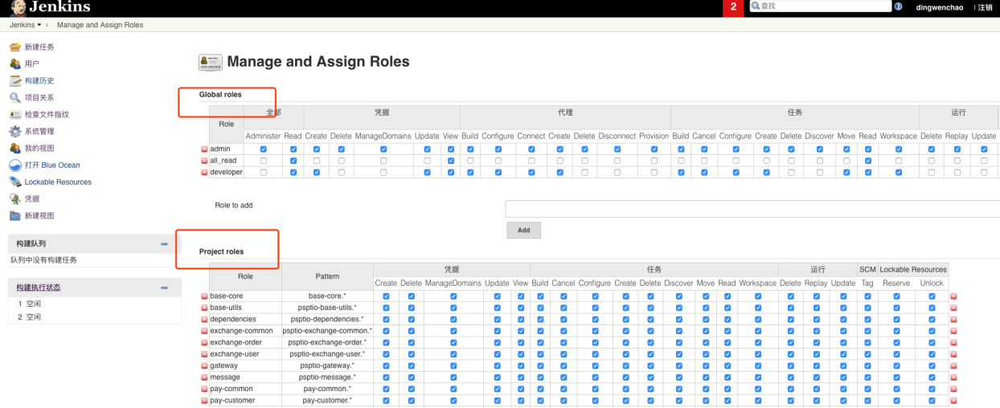 Jenkins
2
查找
dingwenchao
注销
Jenkins
Manage and Assign Roles
新建任务
用户
构建历史
项目关系
检查文件指纹
系统管理
我的视图
打开 Blue Ocean
Lockable Resources
凭据
新建视图
构建队列
队列中没有构建任务
构建执行状态
1 空闲
2 空闲
Manage and Assign Roles
Global roles
Role 全部 凭据 代理 任务 运行
Administer Read Create Delete ManageDomains Update View Build Configure Connect Create Delete Disconnect Provision Build Cancel Configure Create Delete Discover Move Read Workspace Delete Replay Update
admin
all_read
developer
Role to add
Add
Project roles
Role Pattern 凭据 任务 运行 SCM Lockable Resources
Create Delete ManageDomains Update View Build Cancel Configure Create Delete Discover Move Read Workspace Delete Replay Update Tag Reserve Unlock
base-core base-core.*
base-utils psptio-base-utils.*
dependencies psptio-dependencies.*
exchange-common psptio-exchange-common.*
exchange-order psptio-exchange-order.*
exchange-user psptio-exchange-user.*
gateway psptio-gateway.*
message psptio-message.*
pay-common pay-common.*
pay-customer pay-customer.*